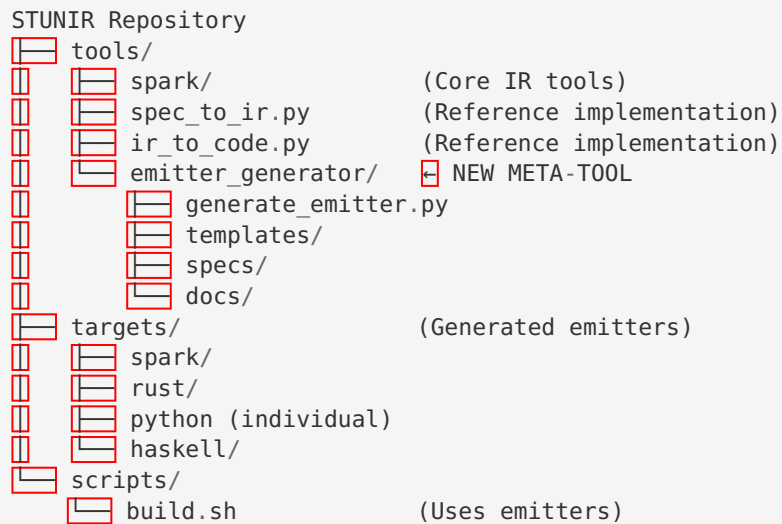 STUNIR Repository
├── tools/
│   ├── spark/              (Core IR tools)
│   ├── spec_to_ir.py       (Reference implementation)
│   ├── ir_to_code.py       (Reference implementation)
│   └── emitter_generator/  ← NEW META-TOOL
│       ├── generate_emitter.py
│       ├── templates/
│       ├── specs/
│       └── docs/
├── targets/                (Generated emitters)
│   ├── spark/
│   ├── rust/
│   ├── python (individual)
│   └── haskell/
└── scripts/
    └── build.sh            (Uses emitters)